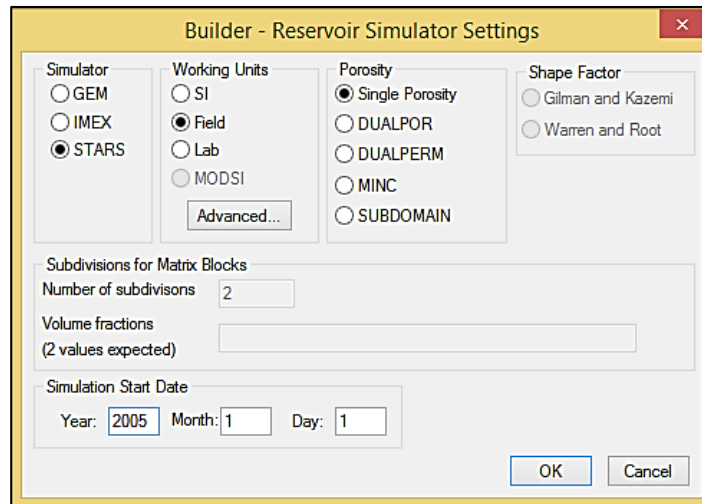 Builder - Reservoir Simulator Settings
x
Simulator
GEM
IMEX
STARS
Working Units
SI
Field
Lab
MODSI
Advanced...
Porosity
Single Porosity
DUALPOR
DUALPERM
MINC
SUBDOMAIN
Shape Factor
Gilman and Kazemi
Warren and Root
Subdivisions for Matrix Blocks
Number of subdivisons 2
Volume fractions
(2 values expected)
Simulation Start Date
Year: 2005 Month: 1 Day: 1
OK Cancel